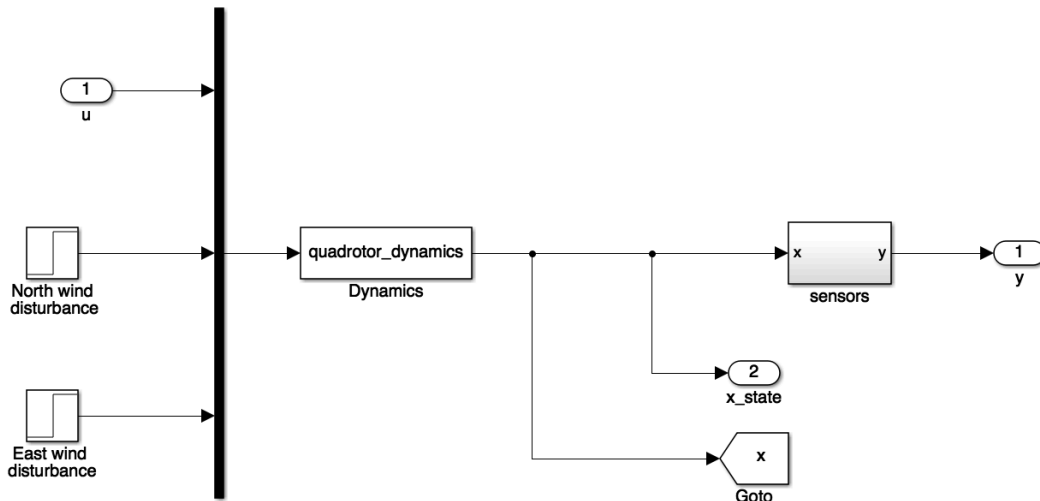 1
u
North wind
disturbance
East wind
disturbance
quadrotor_dynamics
Dynamics
x y
sensors
1
y
2
x_state
x
Goto